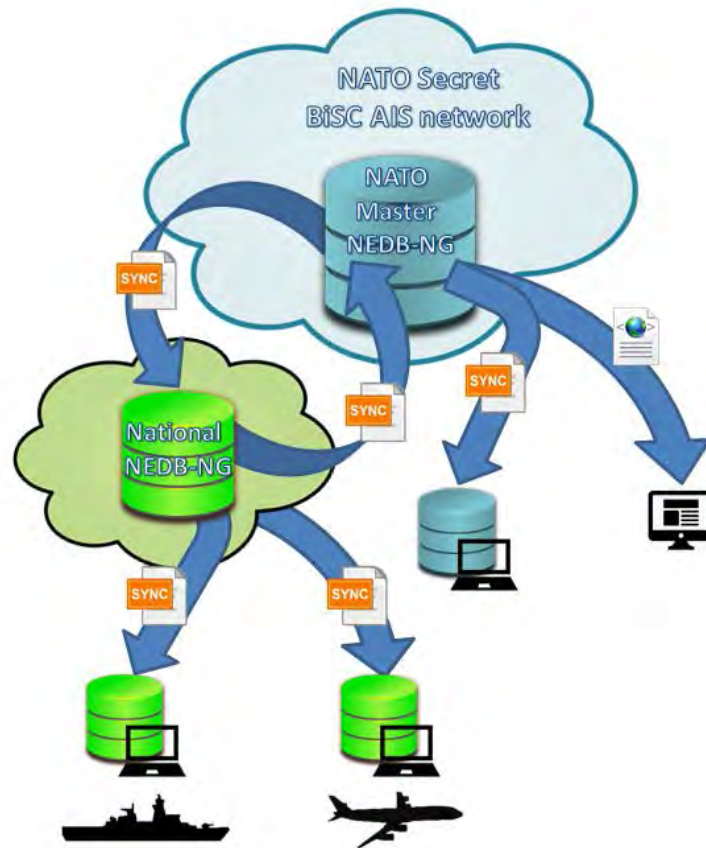 NATO Secret
BiSC AIS network
NATO
Master
NEDB-NG
SYNC
SYNC
SYNC
National
NEDB-NG
SYNC
SYNC